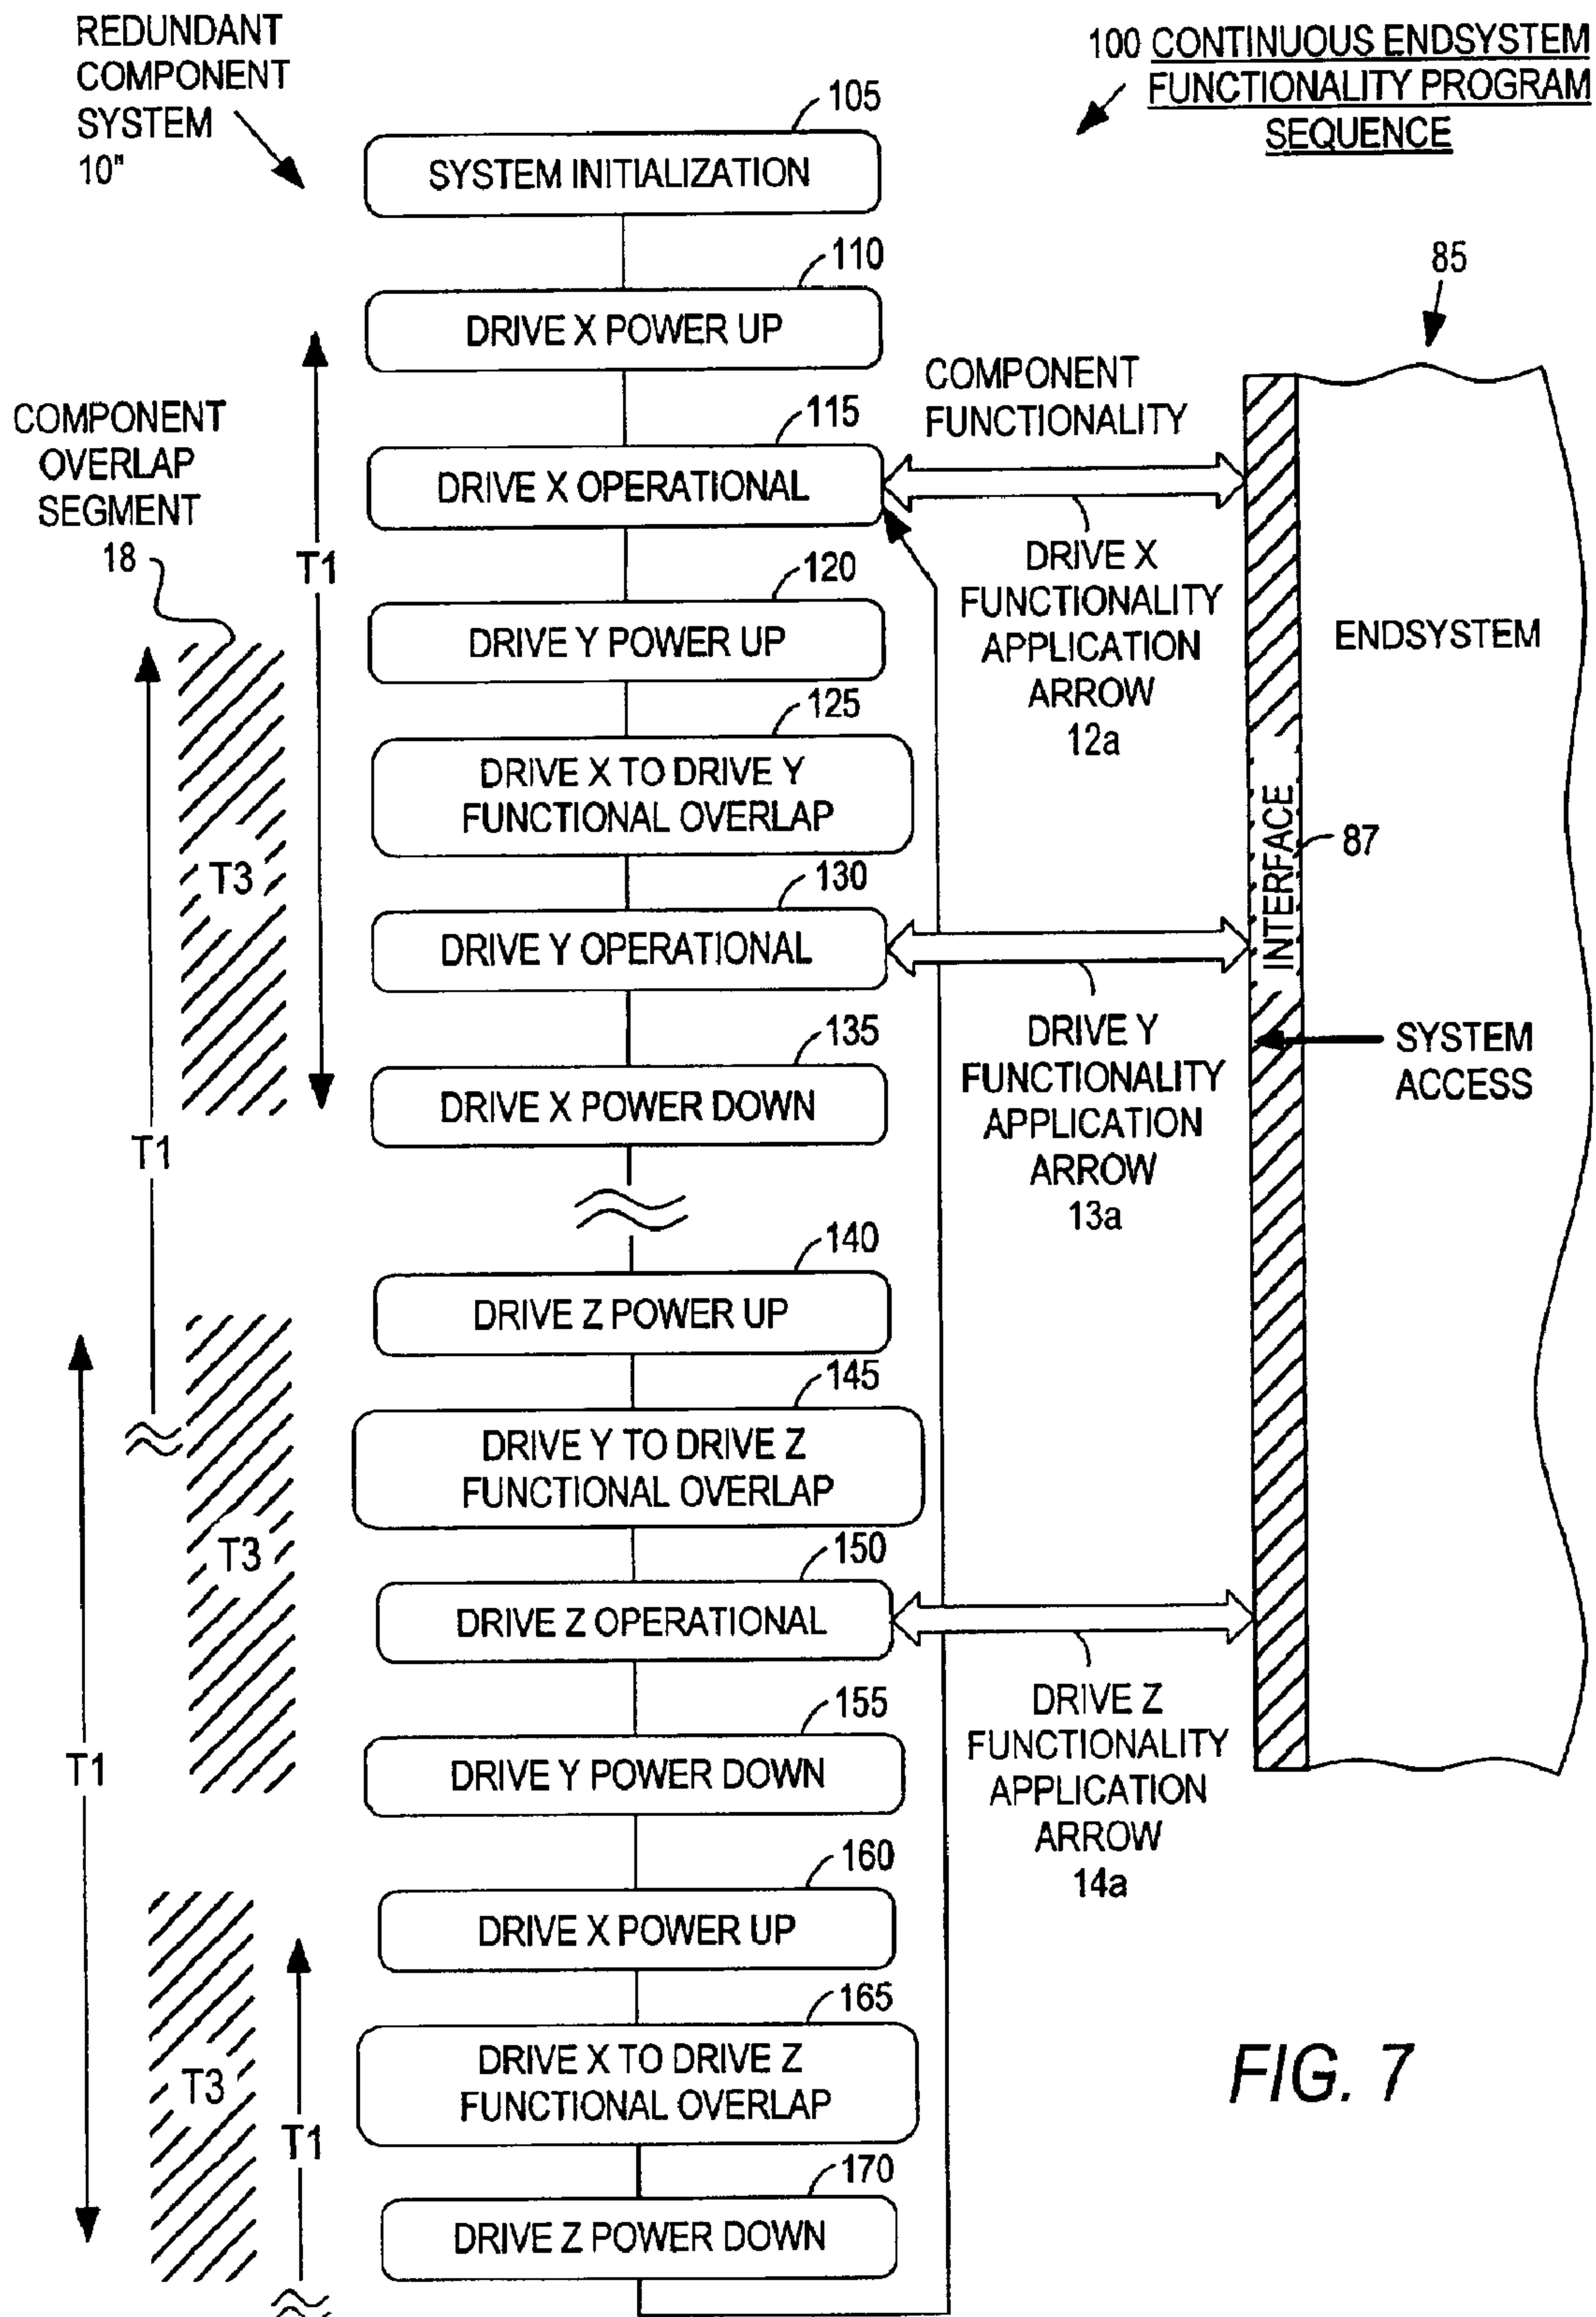 REDUNDANT
COMPONENT
SYSTEM
10"
100 CONTINUOUS ENDSYSTEM
FUNCTIONALITY PROGRAM
SEQUENCE
105
SYSTEM INITIALIZATION
110
DRIVE X POWER UP
85
COMPONENT
OVERLAP
SEGMENT
18
T1
115
DRIVE X OPERATIONAL
COMPONENT
FUNCTIONALITY
DRIVE X
FUNCTIONALITY
APPLICATION
ARROW
12a
ENDSYSTEM
120
DRIVE Y POWER UP
125
DRIVE X TO DRIVE Y
FUNCTIONAL OVERLAP
T3
INTERFACE
87
130
DRIVE Y OPERATIONAL
DRIVE Y
FUNCTIONALITY
APPLICATION
ARROW
13a
SYSTEM
ACCESS
135
DRIVE X POWER DOWN
T1
140
DRIVE Z POWER UP
145
DRIVE Y TO DRIVE Z
FUNCTIONAL OVERLAP
T3
150
DRIVE Z OPERATIONAL
DRIVE Z
FUNCTIONALITY
APPLICATION
ARROW
14a
T1
155
DRIVE Y POWER DOWN
160
DRIVE X POWER UP
165
DRIVE X TO DRIVE Z
FUNCTIONAL OVERLAP
T3
T1
170
DRIVE Z POWER DOWN
FIG. 7